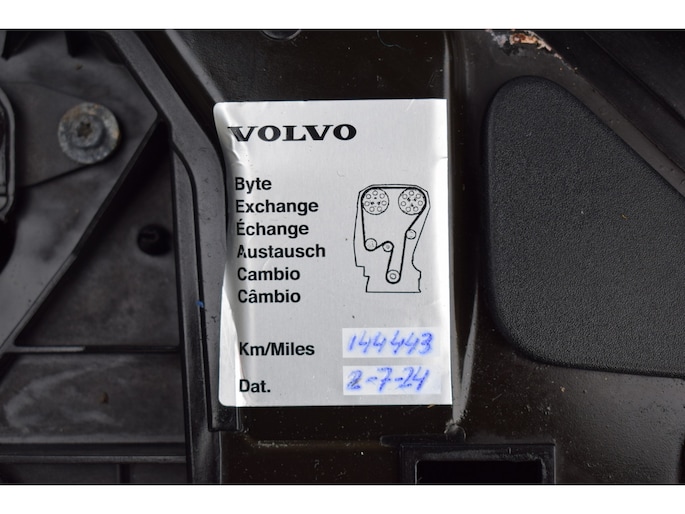 VOLVO
Byte
Exchange
Échange
Austausch
Cambio
Câmbio
Km/Miles 144443
Dat. 2-7-24